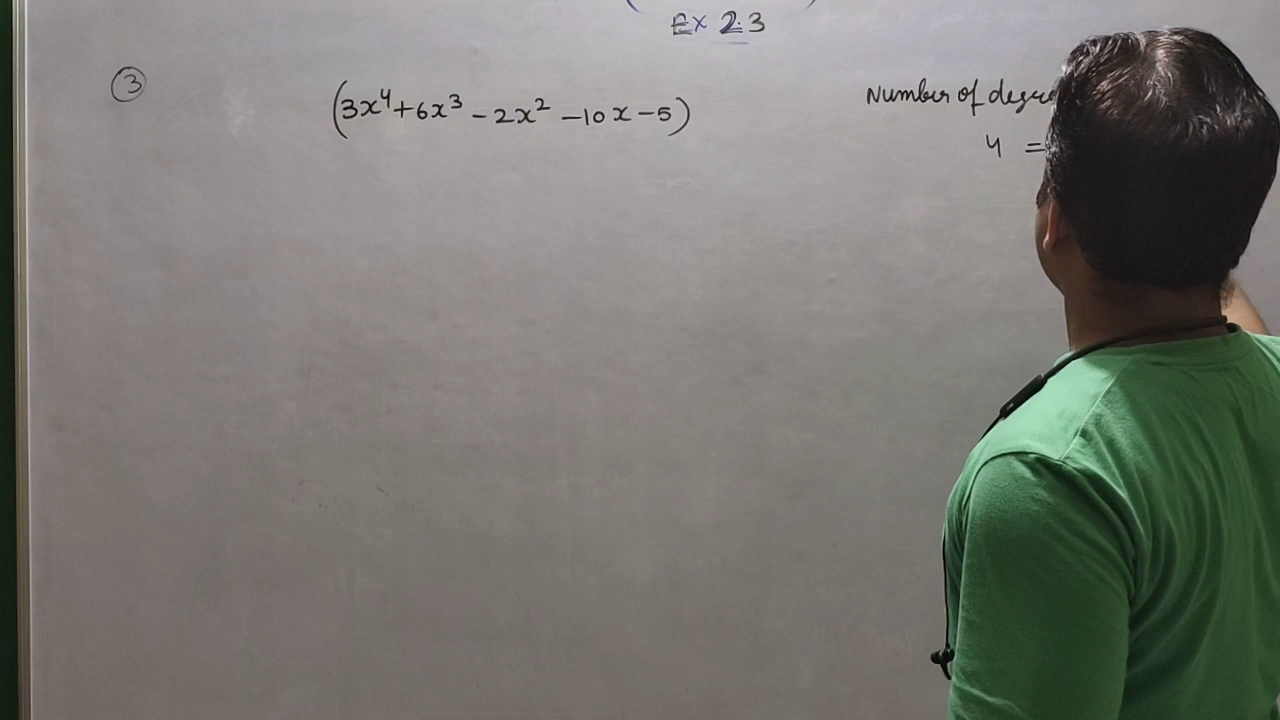 Ex 2.3
③ (3x⁴+6x³-2x²-10x-5)
Number of
4 =